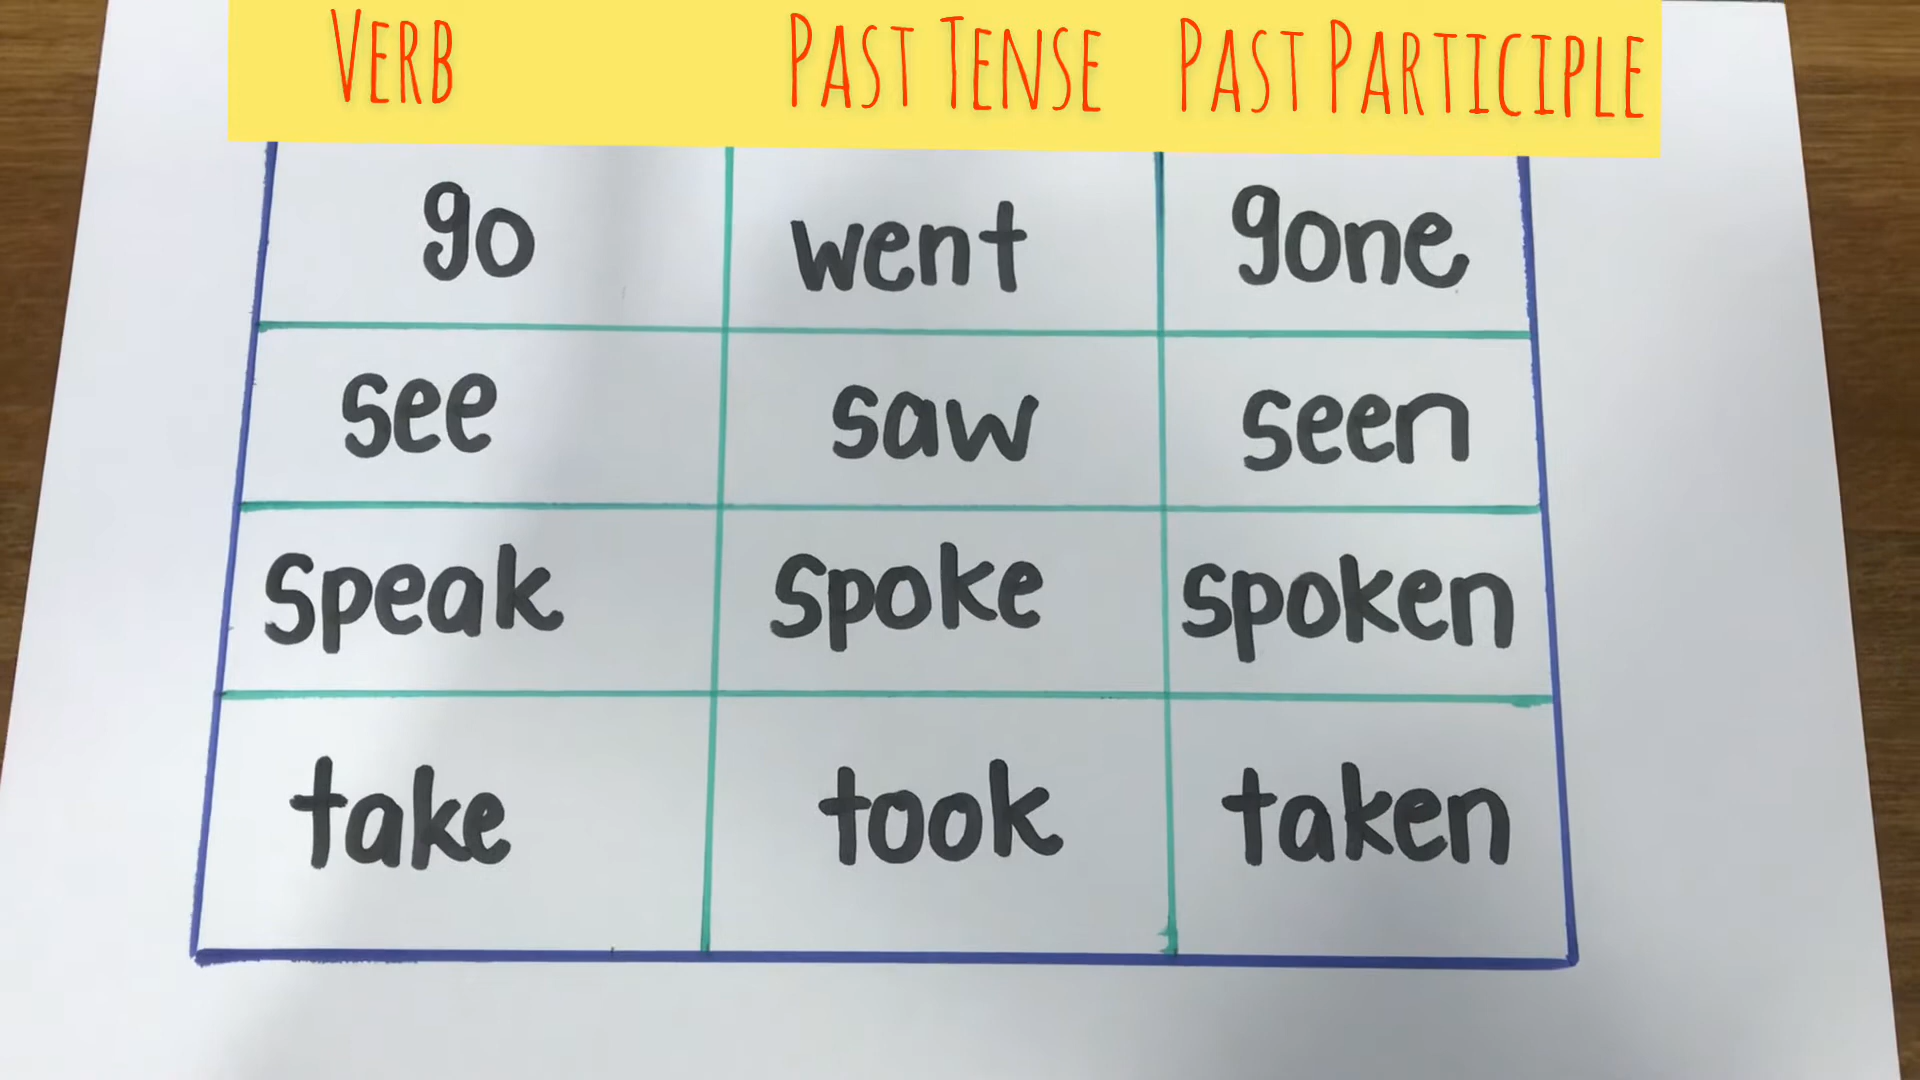 VERB PAST TENSE PAST PARTICIPLE
go went gone
see saw seen
speak spoke spoken
take took taken